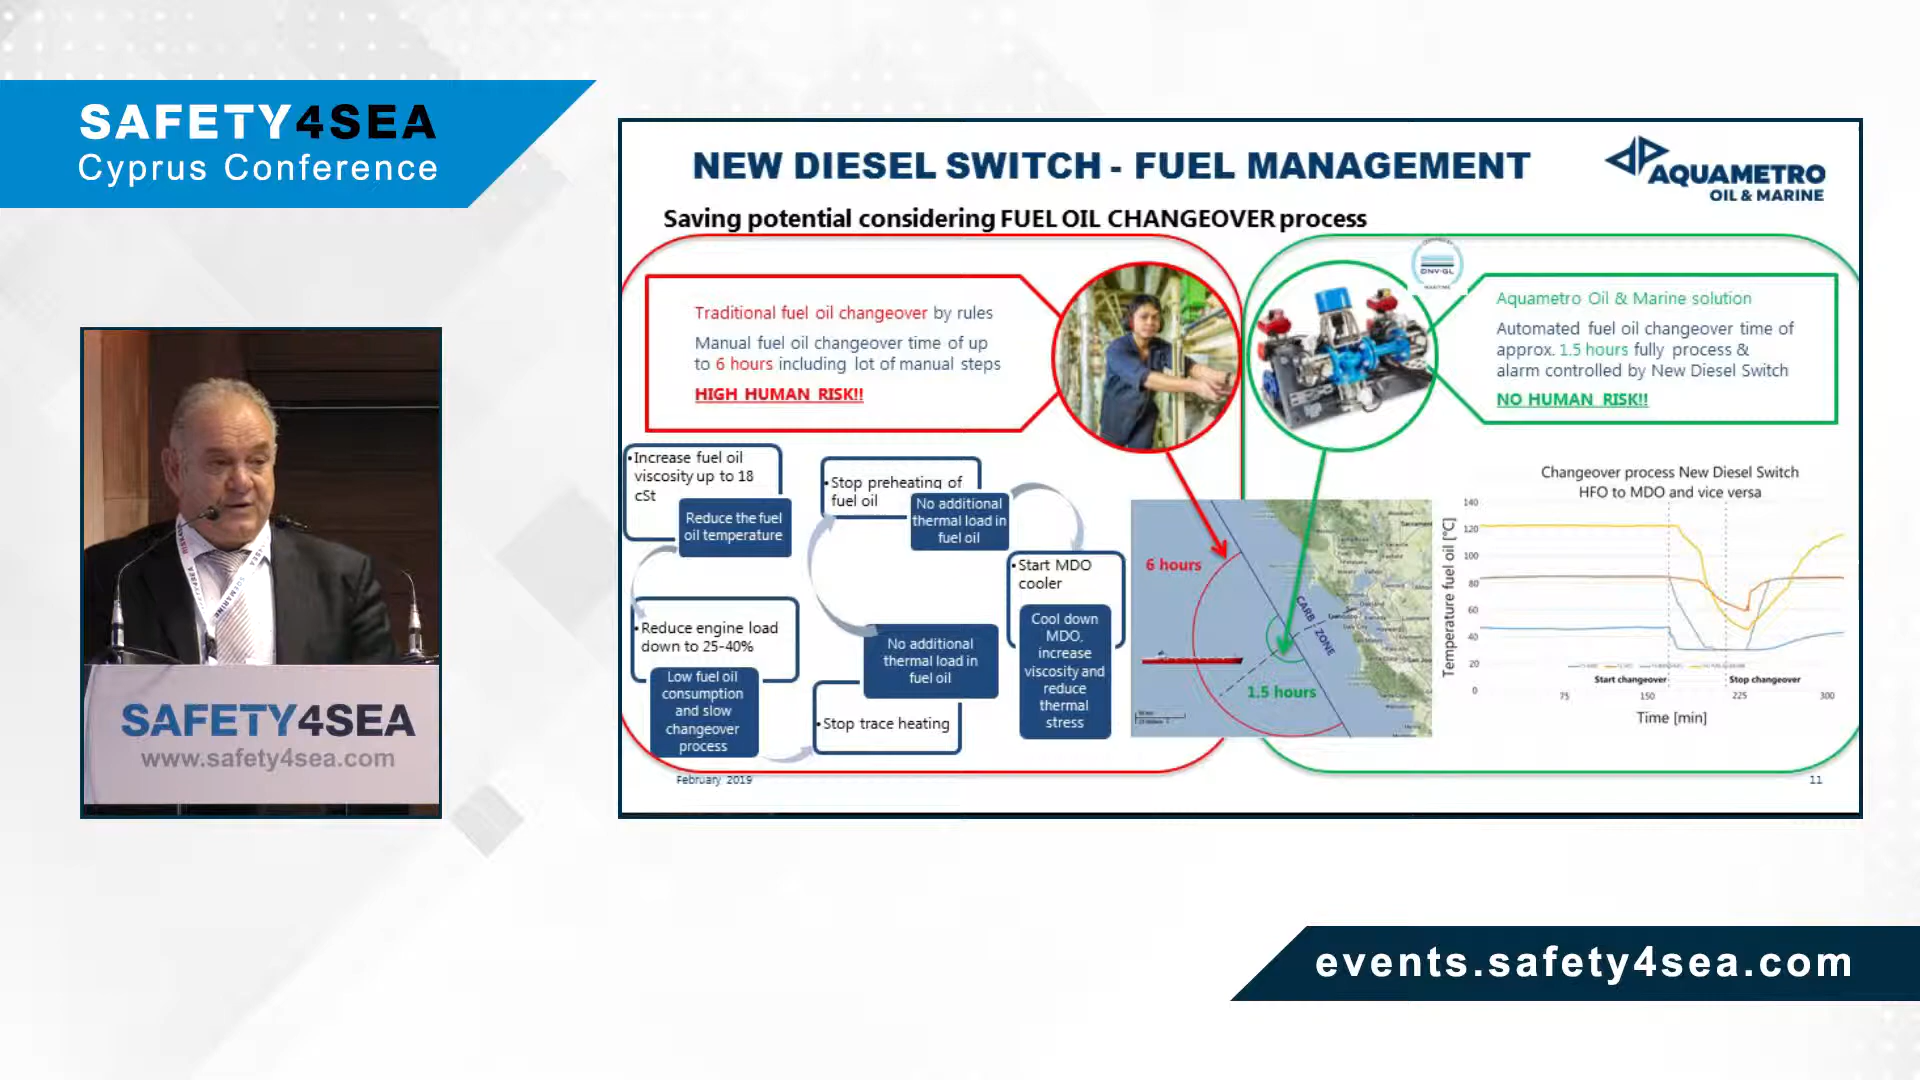 SAFETY4SEA
Cyprus Conference
NEW DIESEL SWITCH - FUEL MANAGEMENT
AQUAMETRO
OIL & MARINE
Saving potential considering FUEL OIL CHANGEOVER process
Traditional fuel oil changeover by rules
Manual fuel oil changeover time of up
to 6 hours including lot of manual steps
HIGH HUMAN RISK!!
DNV·GL
Aquametro Oil & Marine solution
Automated fuel oil changeover time of
approx. 1.5 hours fully process &
alarm controlled by New Diesel Switch
NO HUMAN RISK!!
•Increase fuel oil
viscosity up to 18
cSt
Reduce the fuel
oil temperature
•Reduce engine load
down to 25-40%
Low fuel oil
consumption
and slow
changeover
process
•Stop preheating of
fuel oil
No additional
thermal load in
fuel oil
No additional
thermal load in
fuel oil
•Stop trace heating
•Start MDO
cooler
Cool down
MDO,
increase
viscosity and
reduce
thermal
stress
6 hours
CARB - ZONE
1.5 hours
Changeover process New Diesel Switch
HFO to MDO and vice versa
Temperature fuel oil [°C]
140
120
100
80
60
40
20
0
Start changeover
Stop changeover
75
150
225
300
Time [min]
February 2019
11
SAFETY4SEA
www.safety4sea.com
events.safety4sea.com